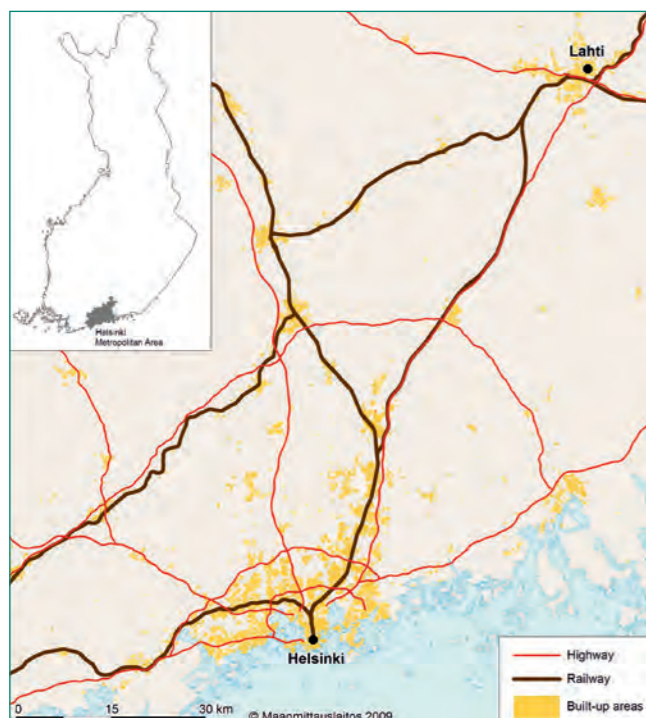 Lahti
Helsinki
Metropolitan Area
Helsinki
Highway
Railway
Built-up areas
0 15 30 km
© Maanmittauslaitos 2009